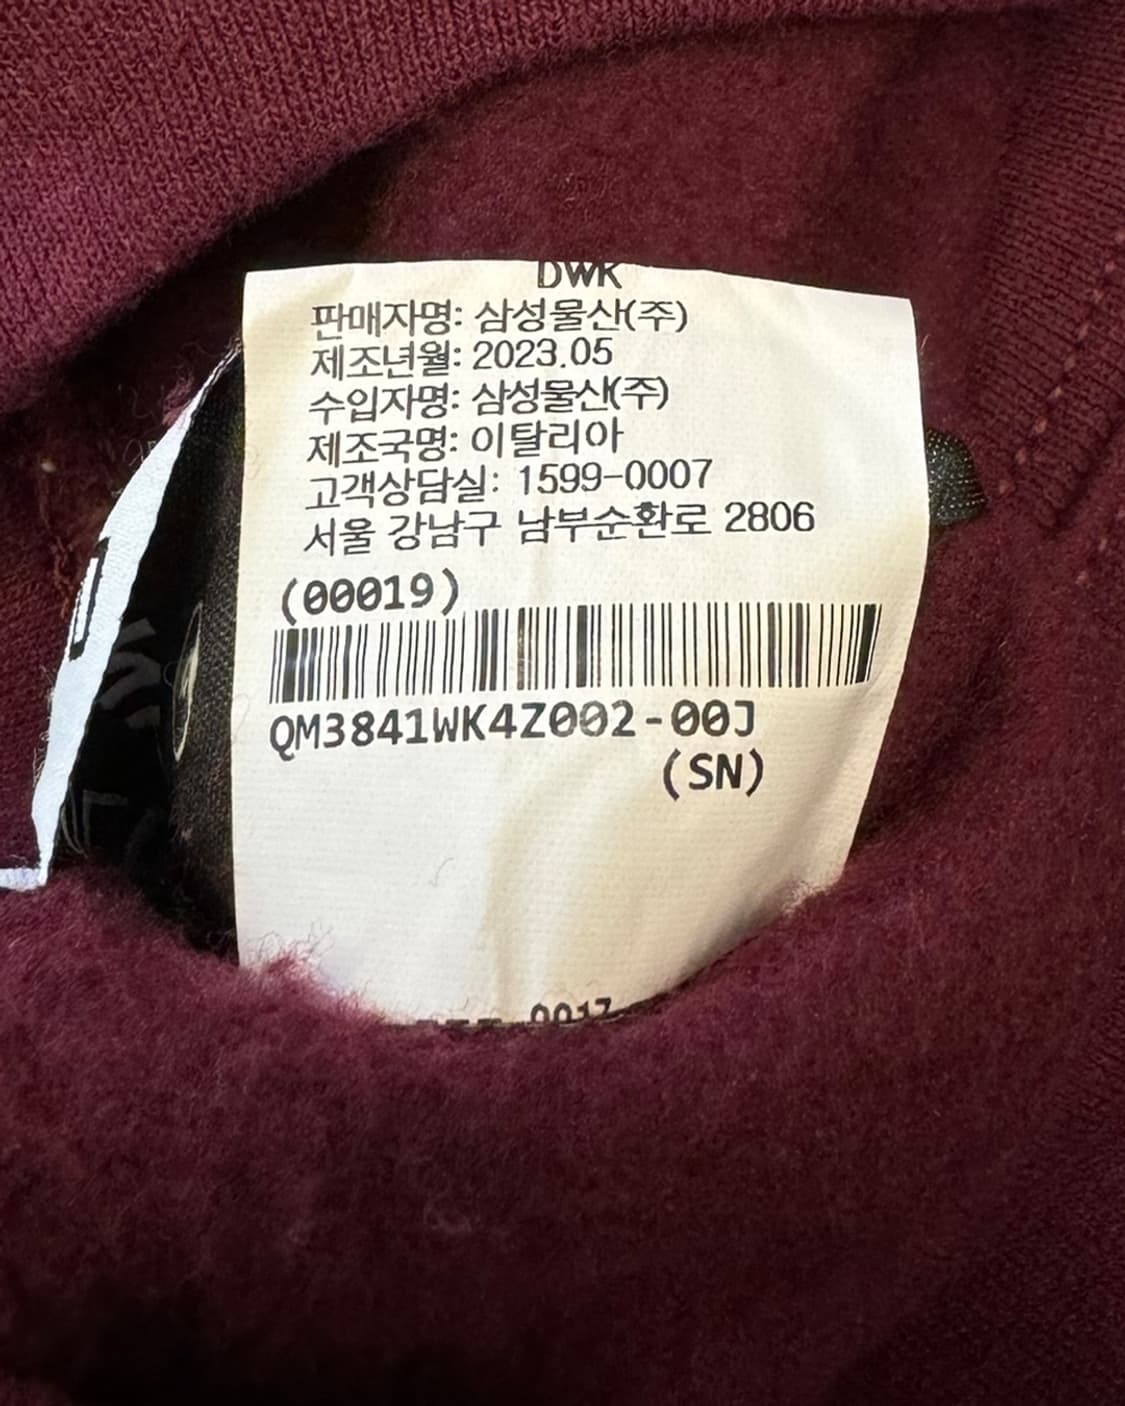 DWK
판매자명: 삼성물산(주)
제조년월: 2023.05
수입자명: 삼성물산(주)
제조국명: 이탈리아
고객상담실: 1599-0007
서울 강남구 남부순환로 2806
(00019)
QM3841WK4Z002-00J
(SN)